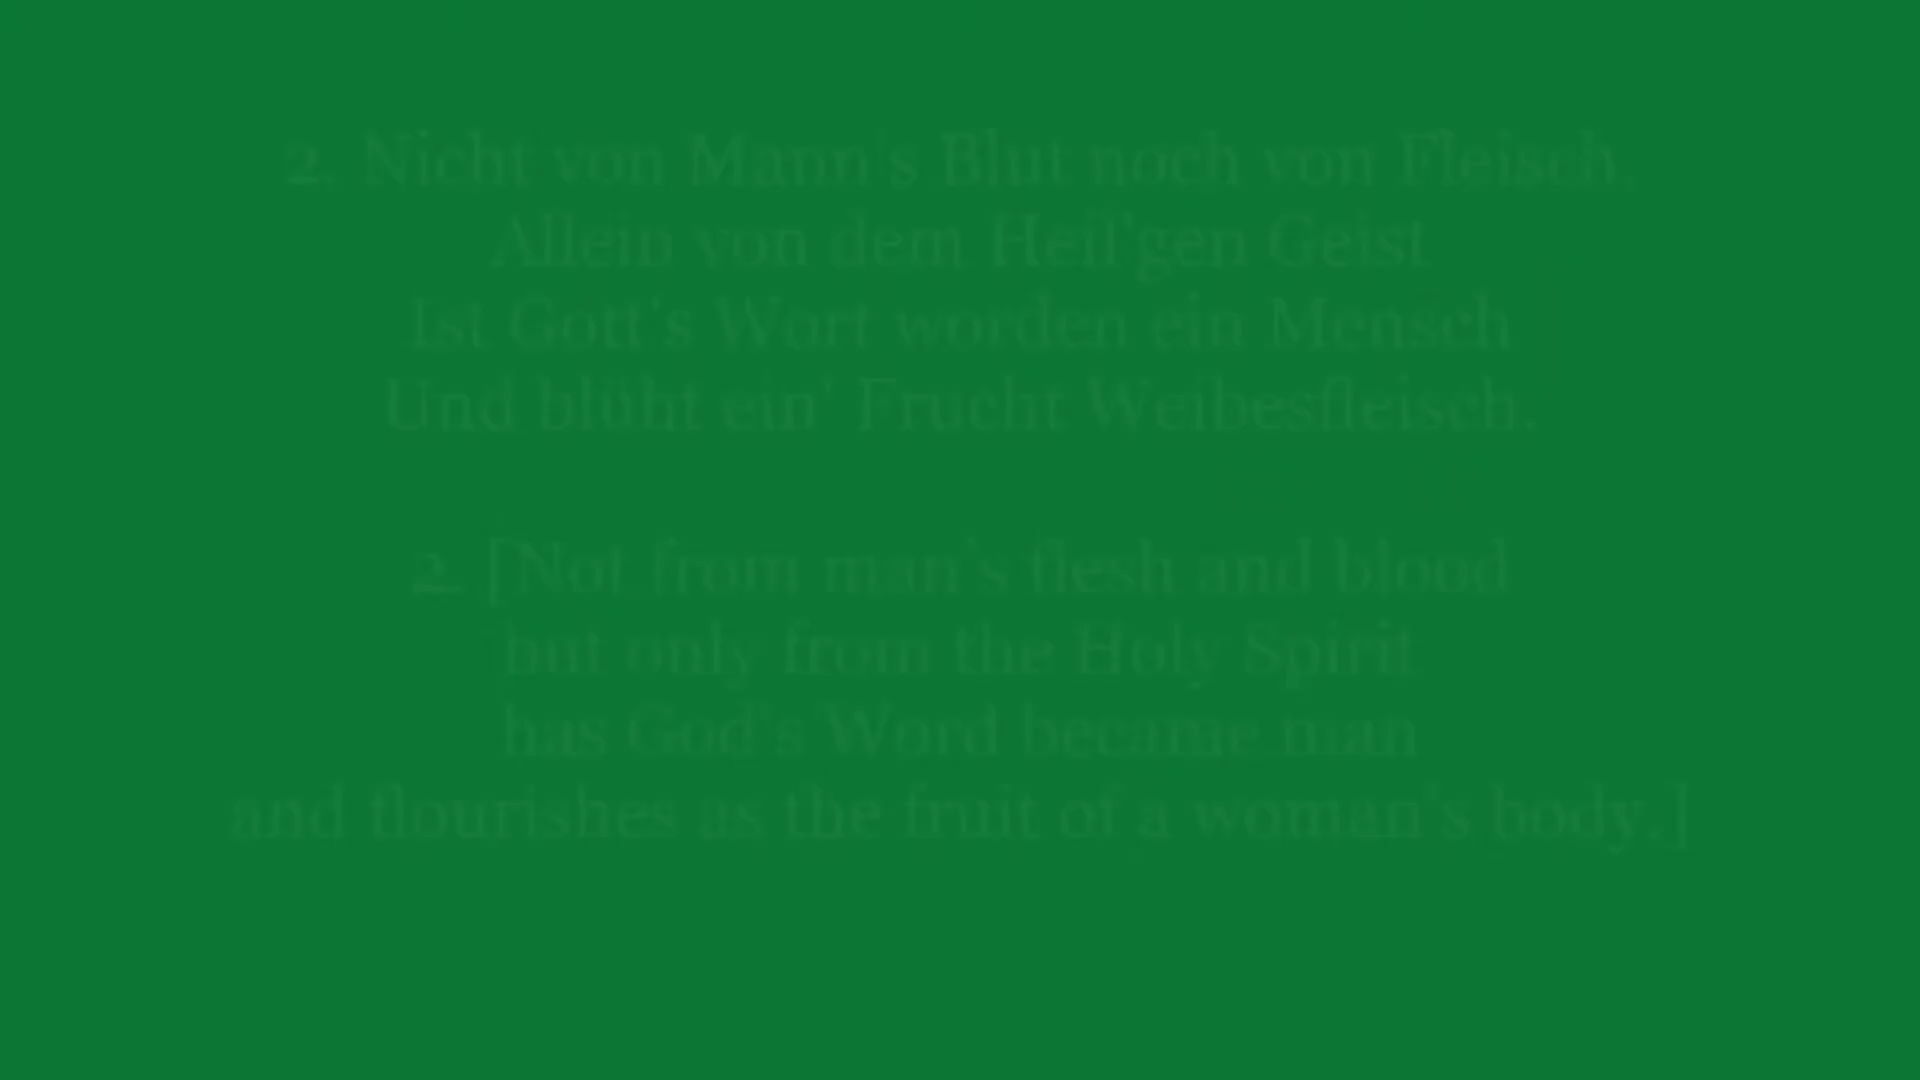 2. Nicht von Mann's Blut noch von Fleisch,
Allein von dem Heil'gen Geist
Ist Gott's Wort worden ein Mensch
Und blüht ein' Frucht Weibesfleisch.
2. [Not from man's flesh and blood
but only from the Holy Spirit
has God's Word became man
and flourishes as the fruit of a woman's body.]